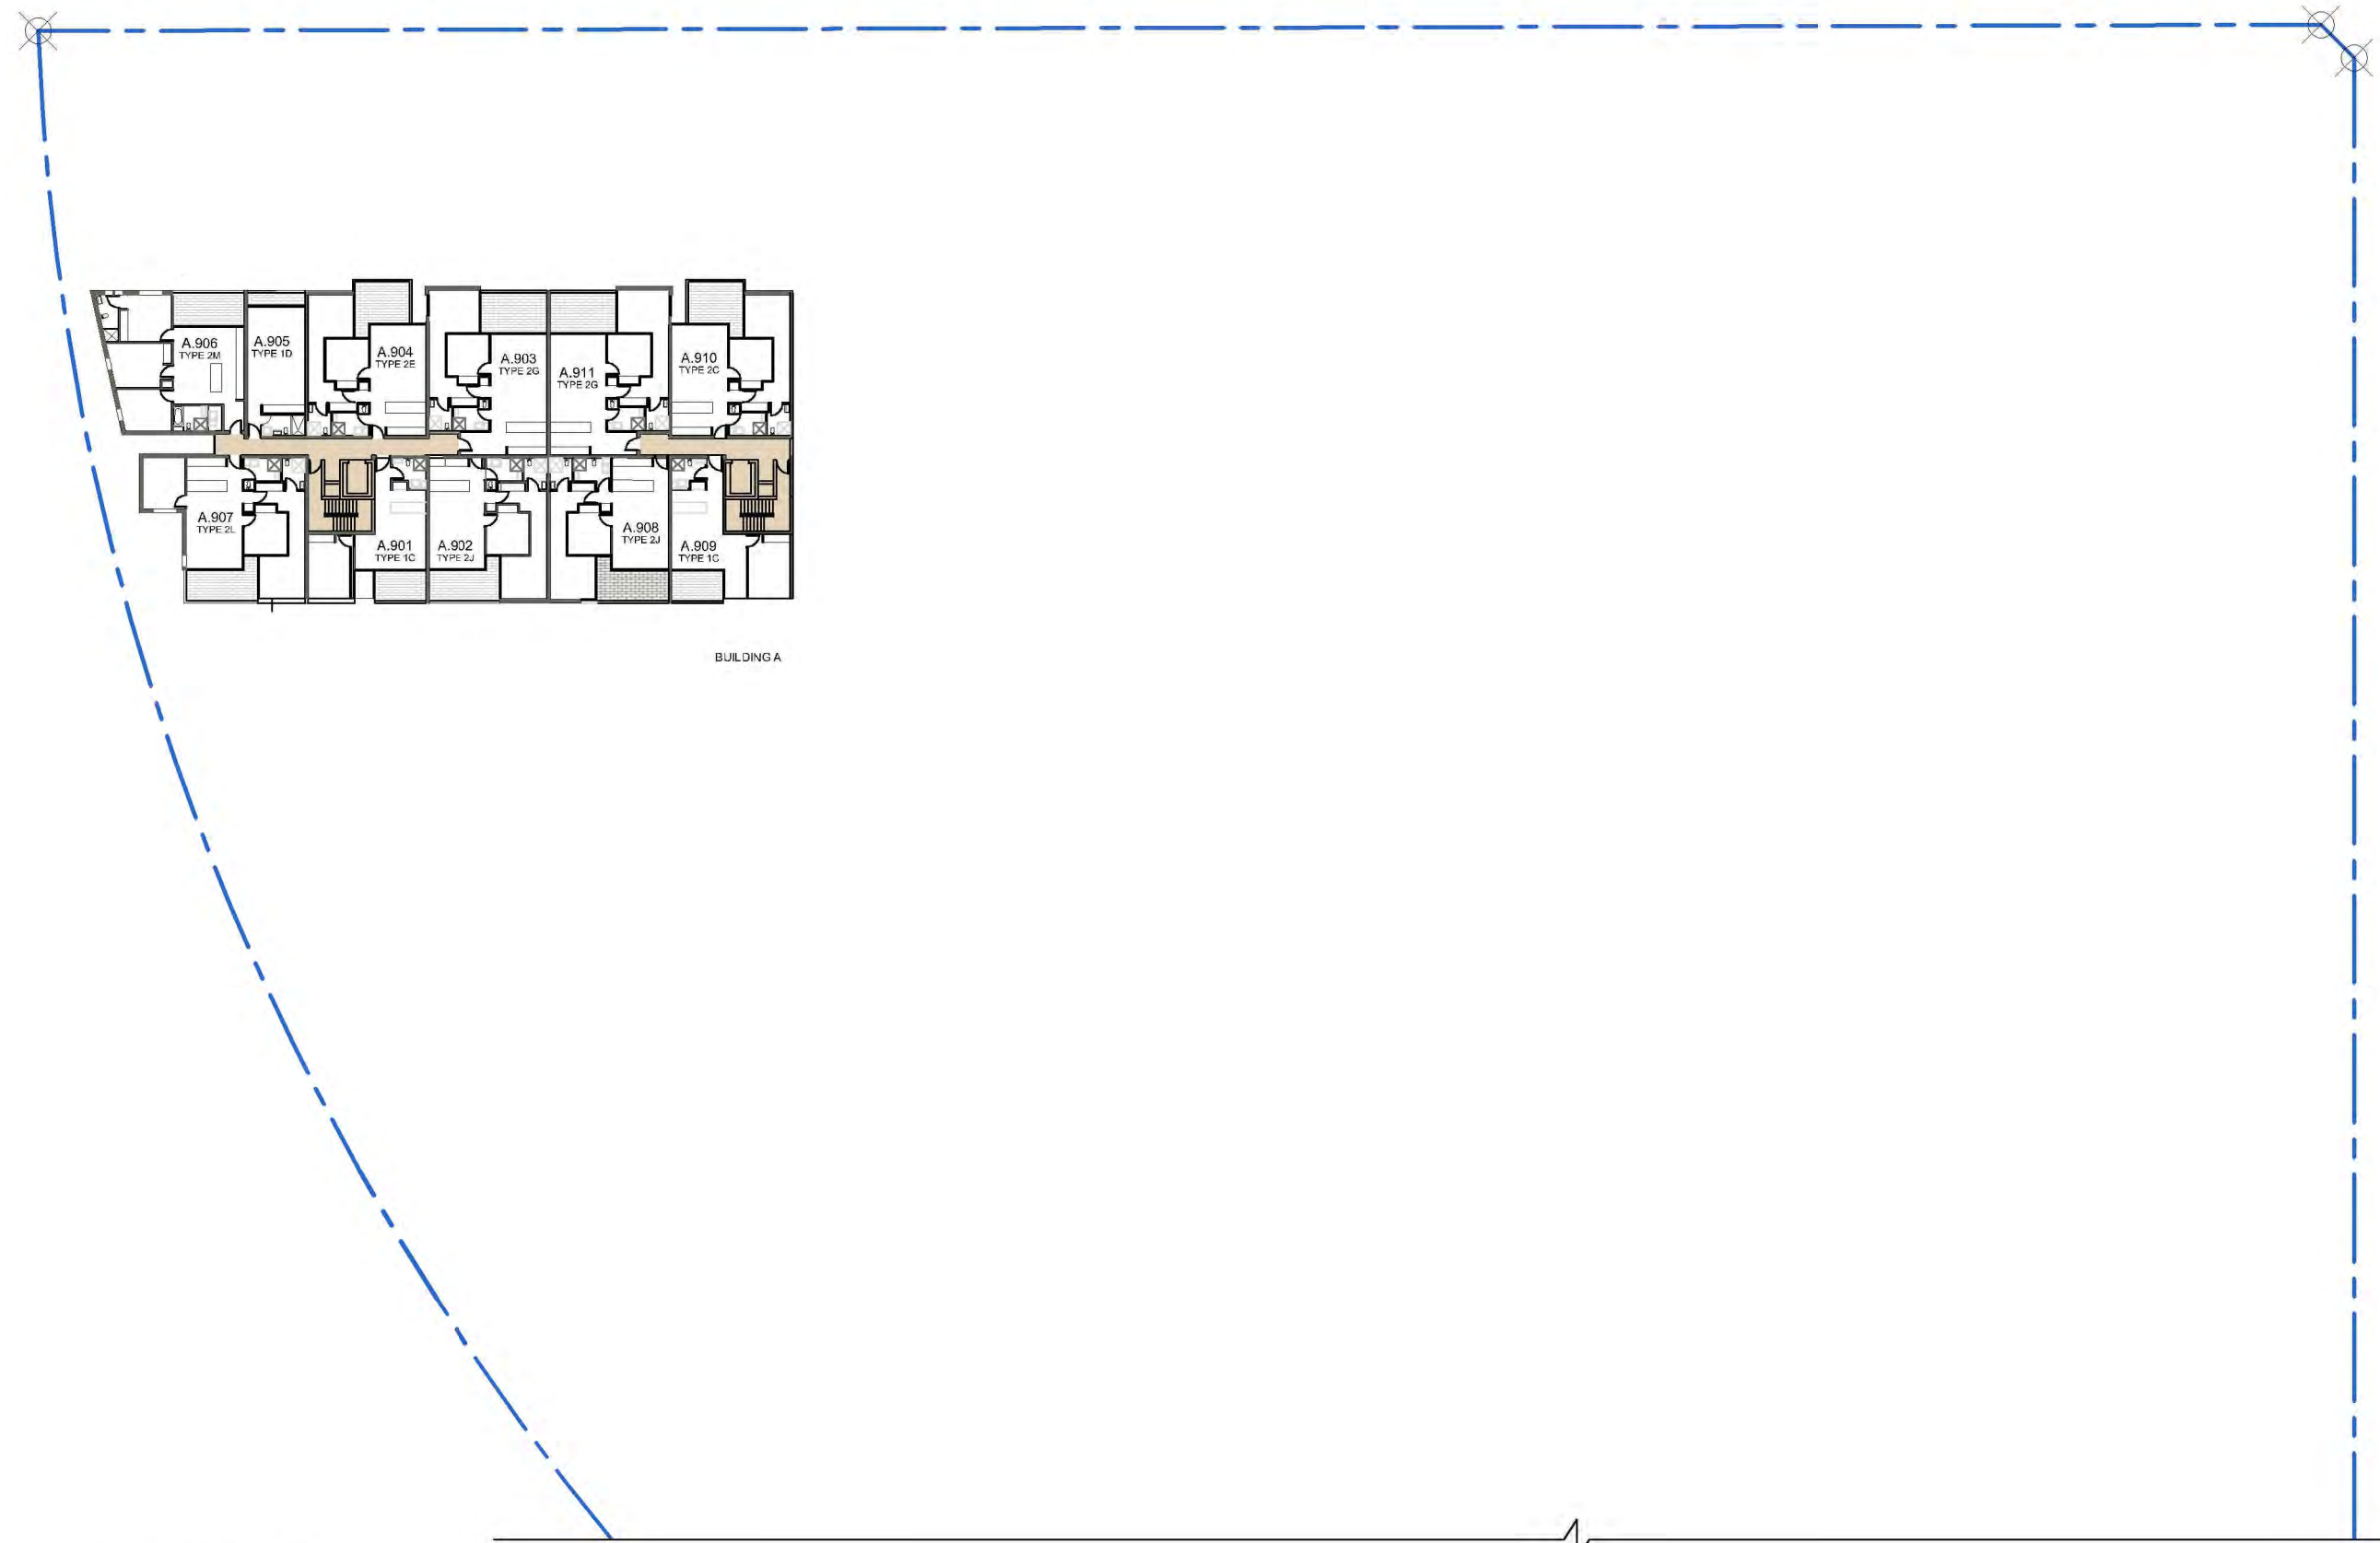 A.906
TYPE 2M
A.905
TYPE 1D
A.904
TYPE 2E
A.903
TYPE 2G
A.911
TYPE 2G
A.910
TYPE 2C
A.907
TYPE 2L
A.901
TYPE 1C
A.902
TYPE 2J
A.908
TYPE 2J
A.909
TYPE 1C
BUILDING A